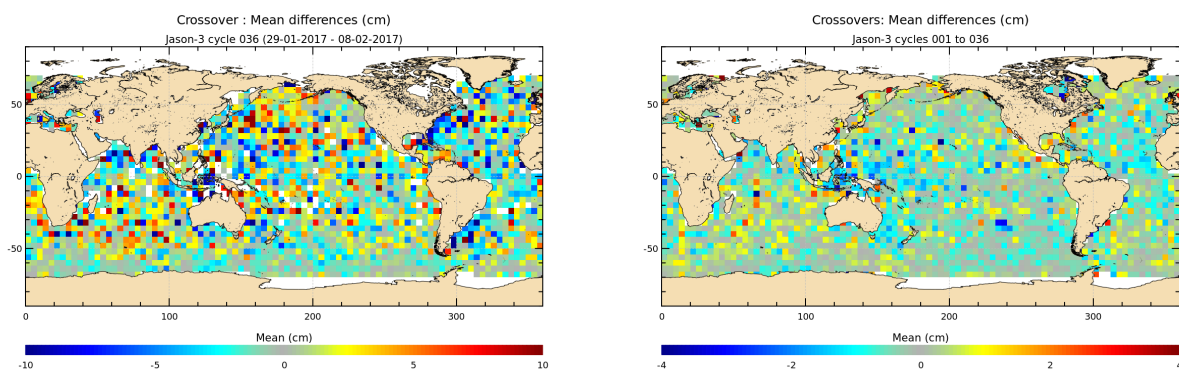 Crossover : Mean differences (cm)
Jason-3 cycle 036 (29-01-2017 - 08-02-2017)
50
0
-50
0 100 200 300
Mean (cm)
-10 -5 0 5 10
Crossovers: Mean differences (cm)
Jason-3 cycles 001 to 036
50
0
-50
0 100 200 300
Mean (cm)
-4 -2 0 2 4